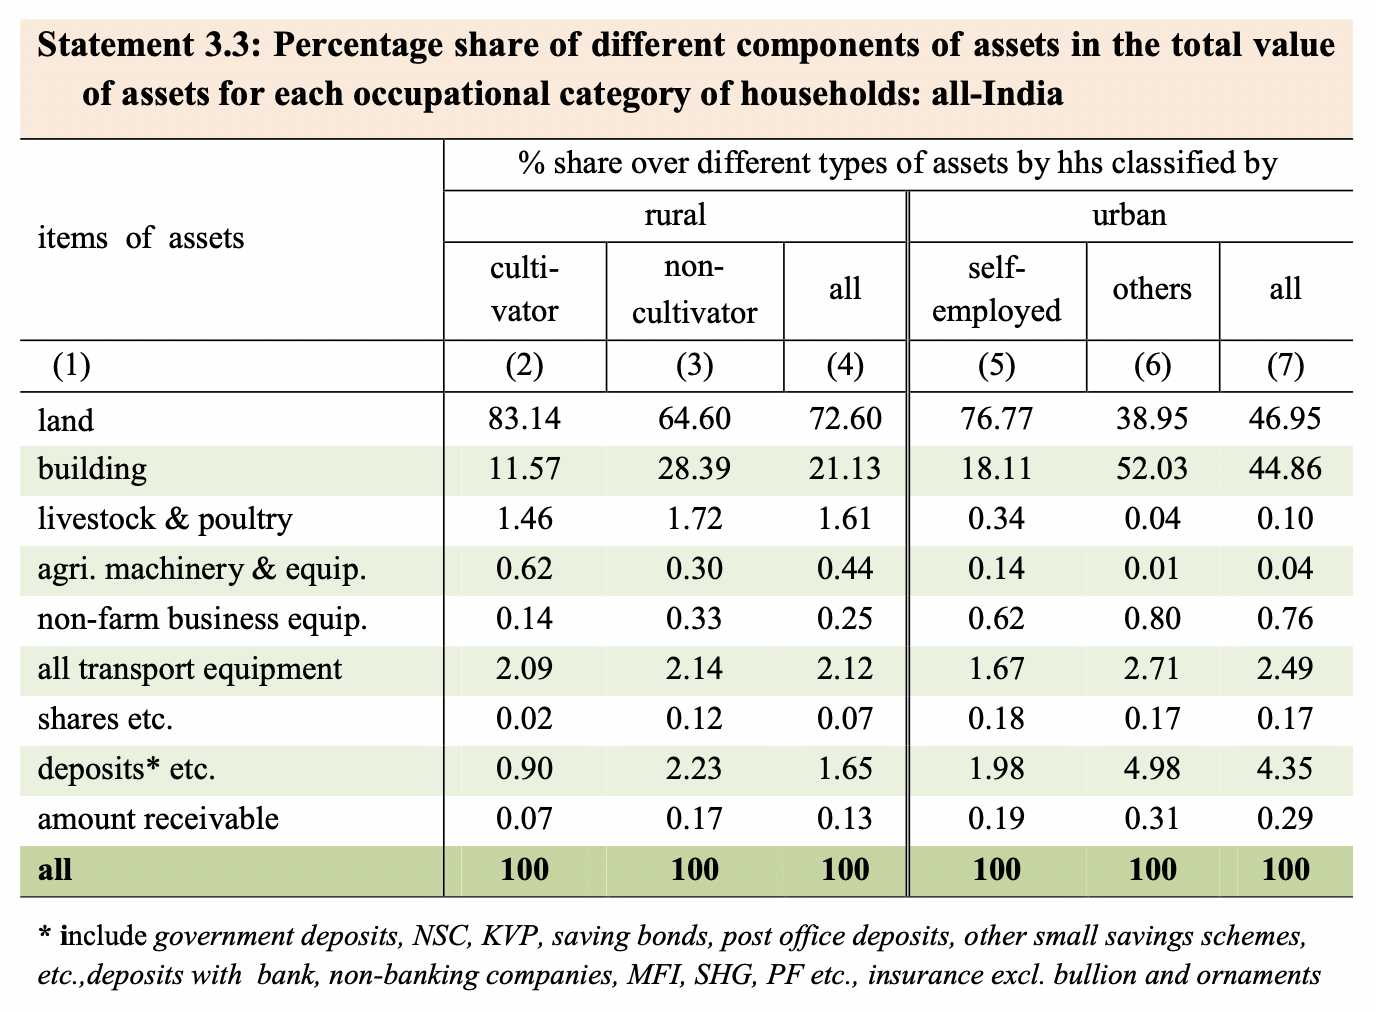 Statement 3.3: Percentage share of different components of assets in the total value
of assets for each occupational category of households: all-India
items of assets
% share over different types of assets by hhs classified by
rural urban
culti-
vator
non-
cultivator
all
self-
employed
others
all
(1) (2) (3) (4) (5) (6) (7)
land 83.14 64.60 72.60 76.77 38.95 46.95
building 11.57 28.39 21.13 18.11 52.03 44.86
livestock & poultry 1.46 1.72 1.61 0.34 0.04 0.10
agri. machinery & equip. 0.62 0.30 0.44 0.14 0.01 0.04
non-farm business equip. 0.14 0.33 0.25 0.62 0.80 0.76
all transport equipment 2.09 2.14 2.12 1.67 2.71 2.49
shares etc. 0.02 0.12 0.07 0.18 0.17 0.17
deposits* etc. 0.90 2.23 1.65 1.98 4.98 4.35
amount receivable 0.07 0.17 0.13 0.19 0.31 0.29
all 100 100 100 100 100 100
* include government deposits, NSC, KVP, saving bonds, post office deposits, other small savings schemes,
etc.,deposits with bank, non-banking companies, MFI, SHG, PF etc., insurance excl. bullion and ornaments